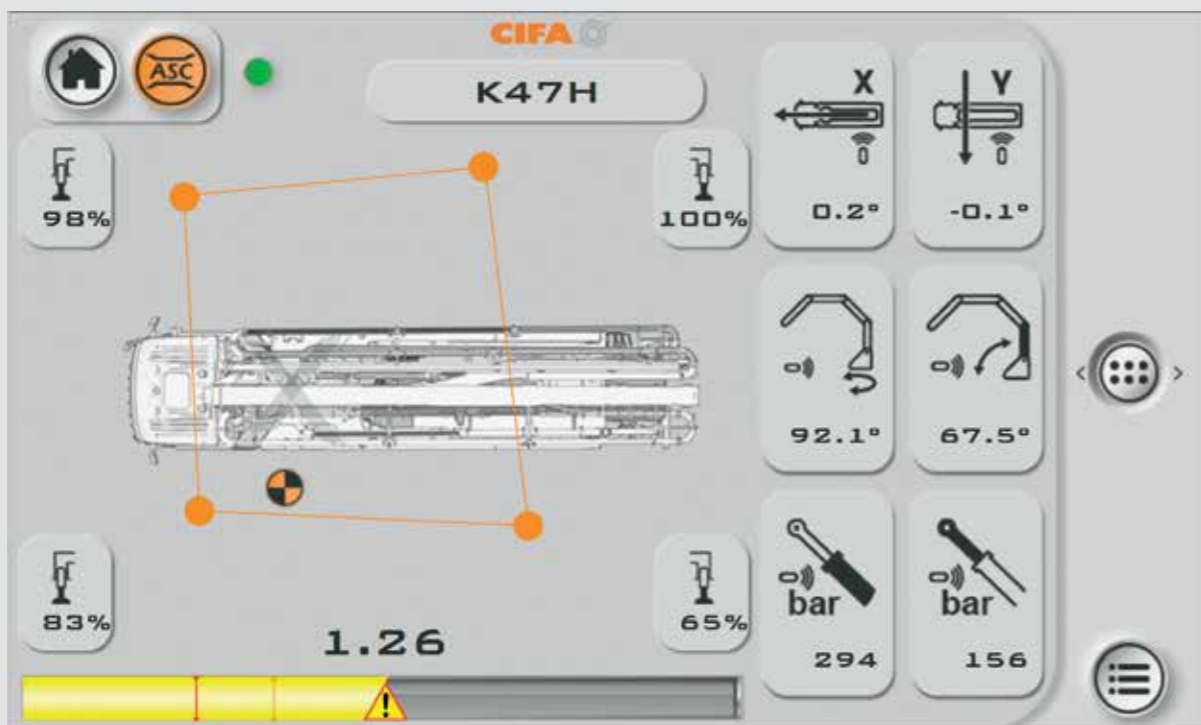 CIFA
ASC
K47H
X
Y
98%
100%
0.2°
-0.1°
92.1°
67.5°
83%
65%
1.26
bar
bar
294
156
!